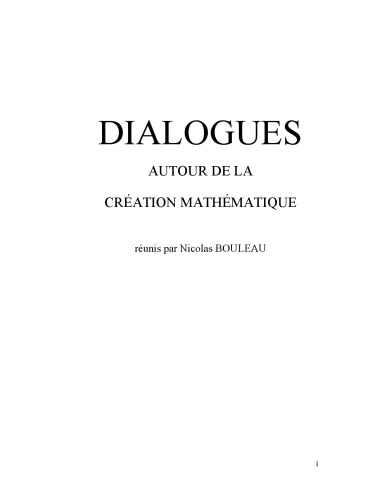 DIALOGUES
AUTOUR DE LA
CRÉATION MATHÉMATIQUE
réunis par Nicolas BOULEAU
1